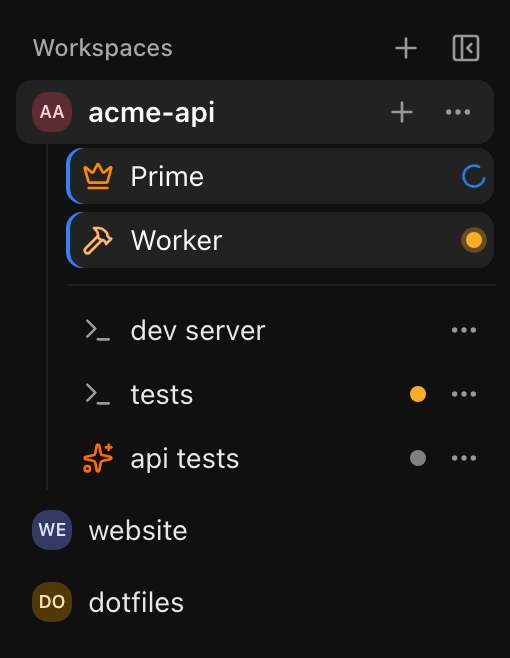 Workspaces
AA acme-api
Prime
Worker
dev server
tests
api tests
WE website
DO dotfiles